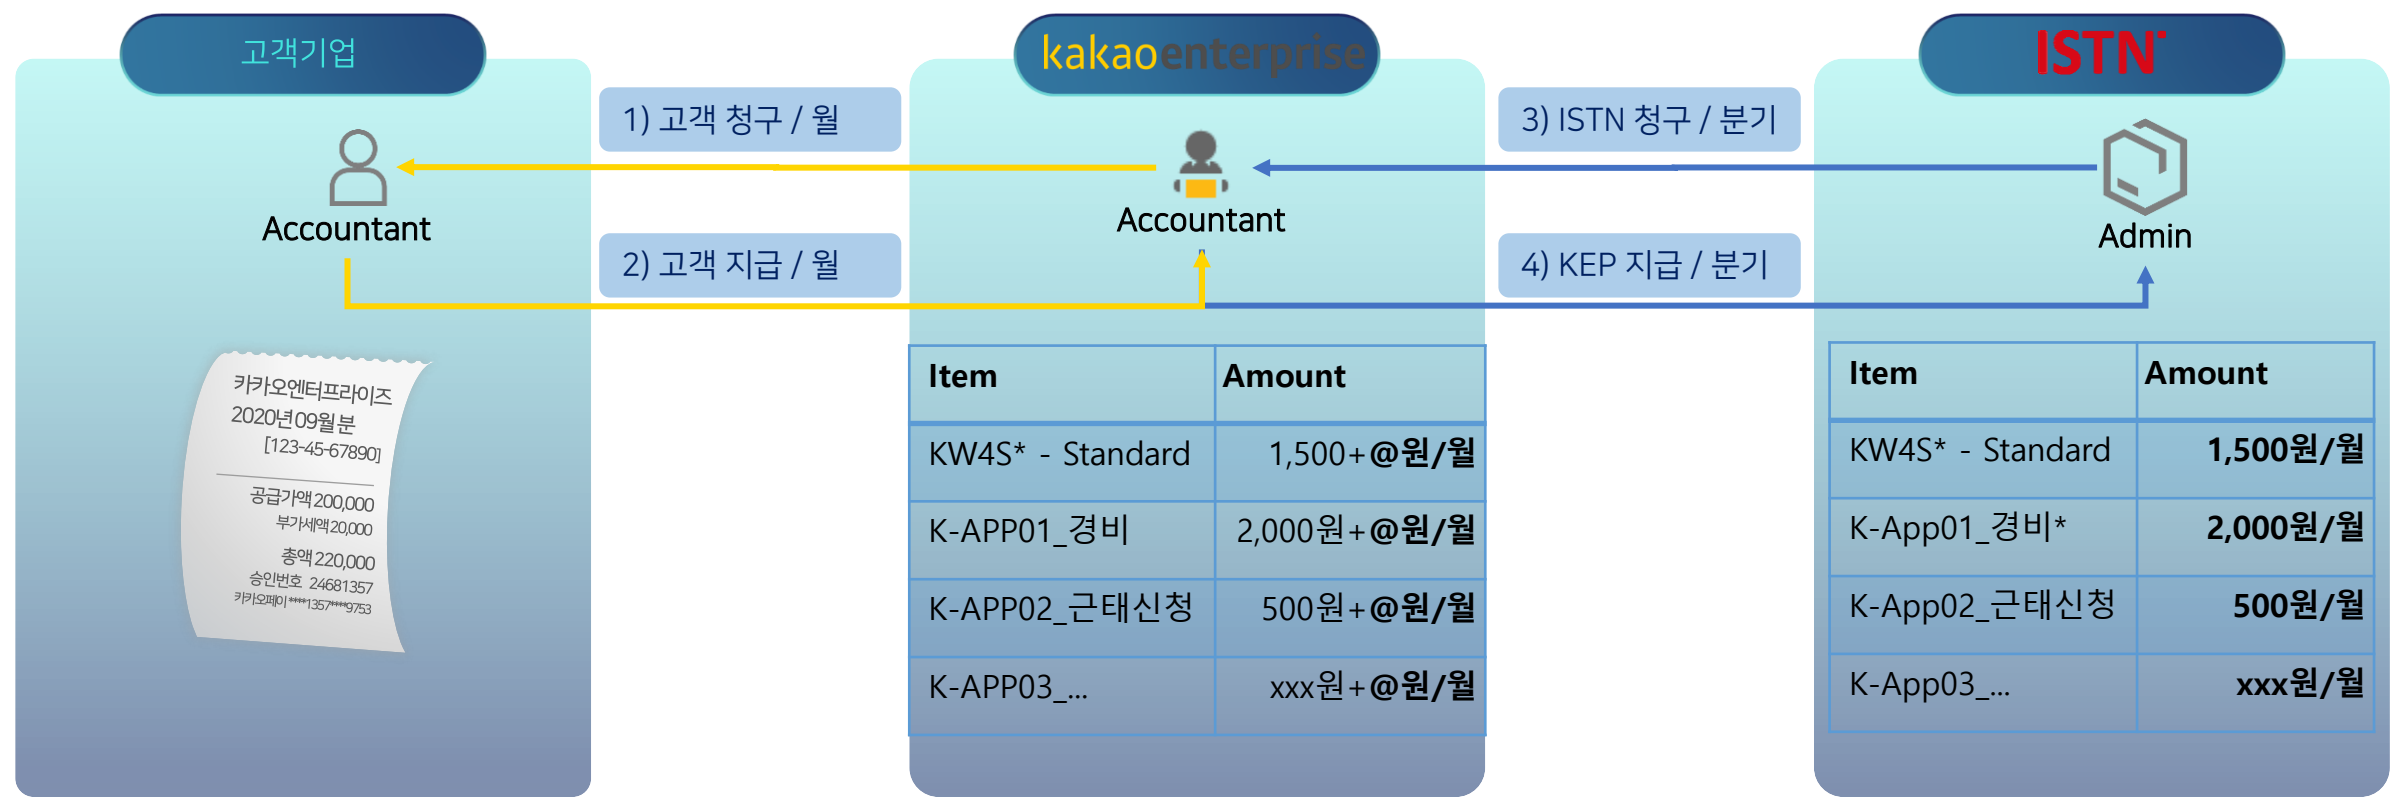 고객기업
kakaoenterprise
ISTN
1) 고객 청구 / 월
3) ISTN 청구 / 분기
Accountant
Accountant
Admin
2) 고객 지급 / 월
4) KEP 지급 / 분기
카카오엔터프라이즈
2020년 09월 분
[123-45-67890]
공급가액 200,000
부가세액 20,000
총액 220,000
승인번호 24681357
카카오페이 ****1357****9753
Item Amount
KW4S* - Standard 1,500+@원/월
K-APP01_경비 2,000원+@원/월
K-APP02_근태신청 500원+@원/월
K-APP03_... xxx원+@원/월
Item Amount
KW4S* - Standard 1,500원/월
K-App01_경비* 2,000원/월
K-App02_근태신청 500원/월
K-App03_... xxx원/월